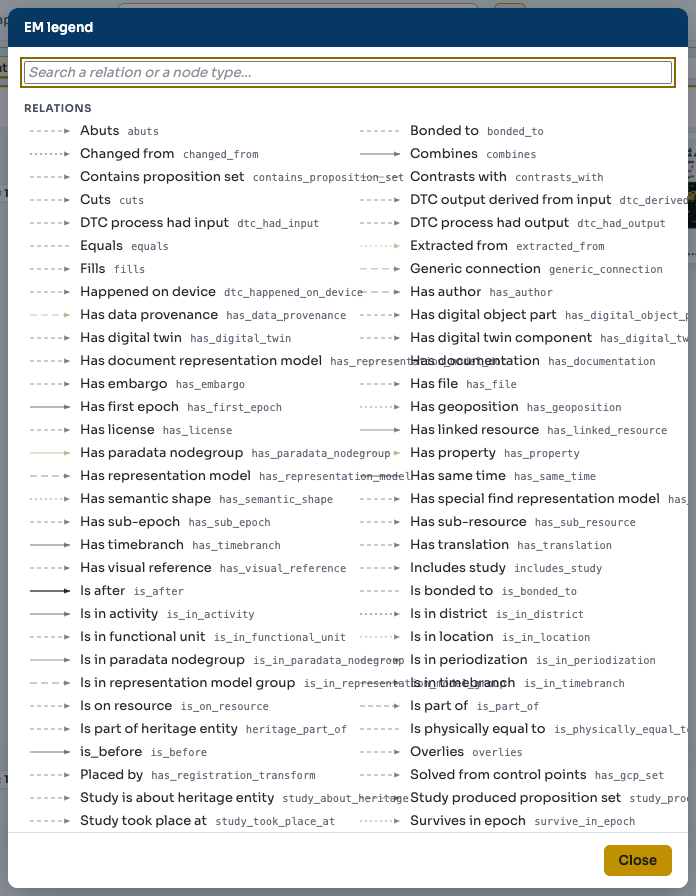 EM legend
Search a relation or a node type...
RELATIONS
Abuts abuts
Bonded to bonded_to
Changed from changed_from
Combines combines
Contains proposition set contains_proposition_set
Contrasts with contrasts_with
Cuts cuts
DTC output derived from input dtc_derived
DTC process had input dtc_had_input
DTC process had output dtc_had_output
Equals equals
Extracted from extracted_from
Fills fills
Generic connection generic_connection
Happened on device dtc_happened_on_device
Has author has_author
Has data provenance has_data_provenance
Has digital object part has_digital_object_p
Has digital twin has_digital_twin
Has digital twin component has_digital_tw
Has document representation model
Has documentation has_documentation
Has embargo has_embargo
Has file has_file
Has first epoch has_first_epoch
Has geoposition has_geoposition
Has license has_license
Has linked resource has_linked_resource
Has paradata nodegroup has_paradata_nodegroup
Has property has_property
Has representation model has_representation_model
Has same time has_same_time
Has semantic shape has_semantic_shape
Has special find representation model has_
Has sub-epoch has_sub_epoch
Has sub-resource has_sub_resource
Has timebranch has_timebranch
Has translation has_translation
Has visual reference has_visual_reference
Includes study includes_study
Is after is_after
Is bonded to is_bonded_to
Is in activity is_in_activity
Is in district is_in_district
Is in functional unit is_in_functional_unit
Is in location is_in_location
Is in paradata nodegroup is_in_paradata_nodegroup
Is in periodization is_in_periodization
Is in representation model group
Is in timebranch is_in_timebranch
Is on resource is_on_resource
Is part of is_part_of
Is part of heritage entity heritage_part_of
Is physically equal to is_physically_equal_t
is_before is_before
Overlies overlies
Placed by has_registration_transform
Solved from control points has_gcp_set
Study is about heritage entity study_about_heritage
Study produced proposition set study_pro
Study took place at study_took_place_at
Survives in epoch survive_in_epoch
Close